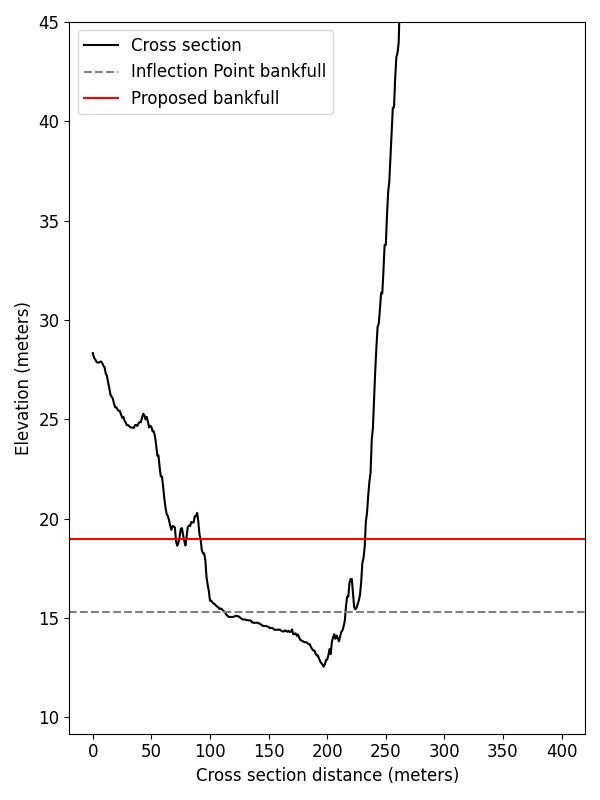 Cross section
Inflection Point bankfull
Proposed bankfull
45
40
35
30
25
20
15
10
Elevation (meters)
0 50 100 150 200 250 300 350 400
Cross section distance (meters)